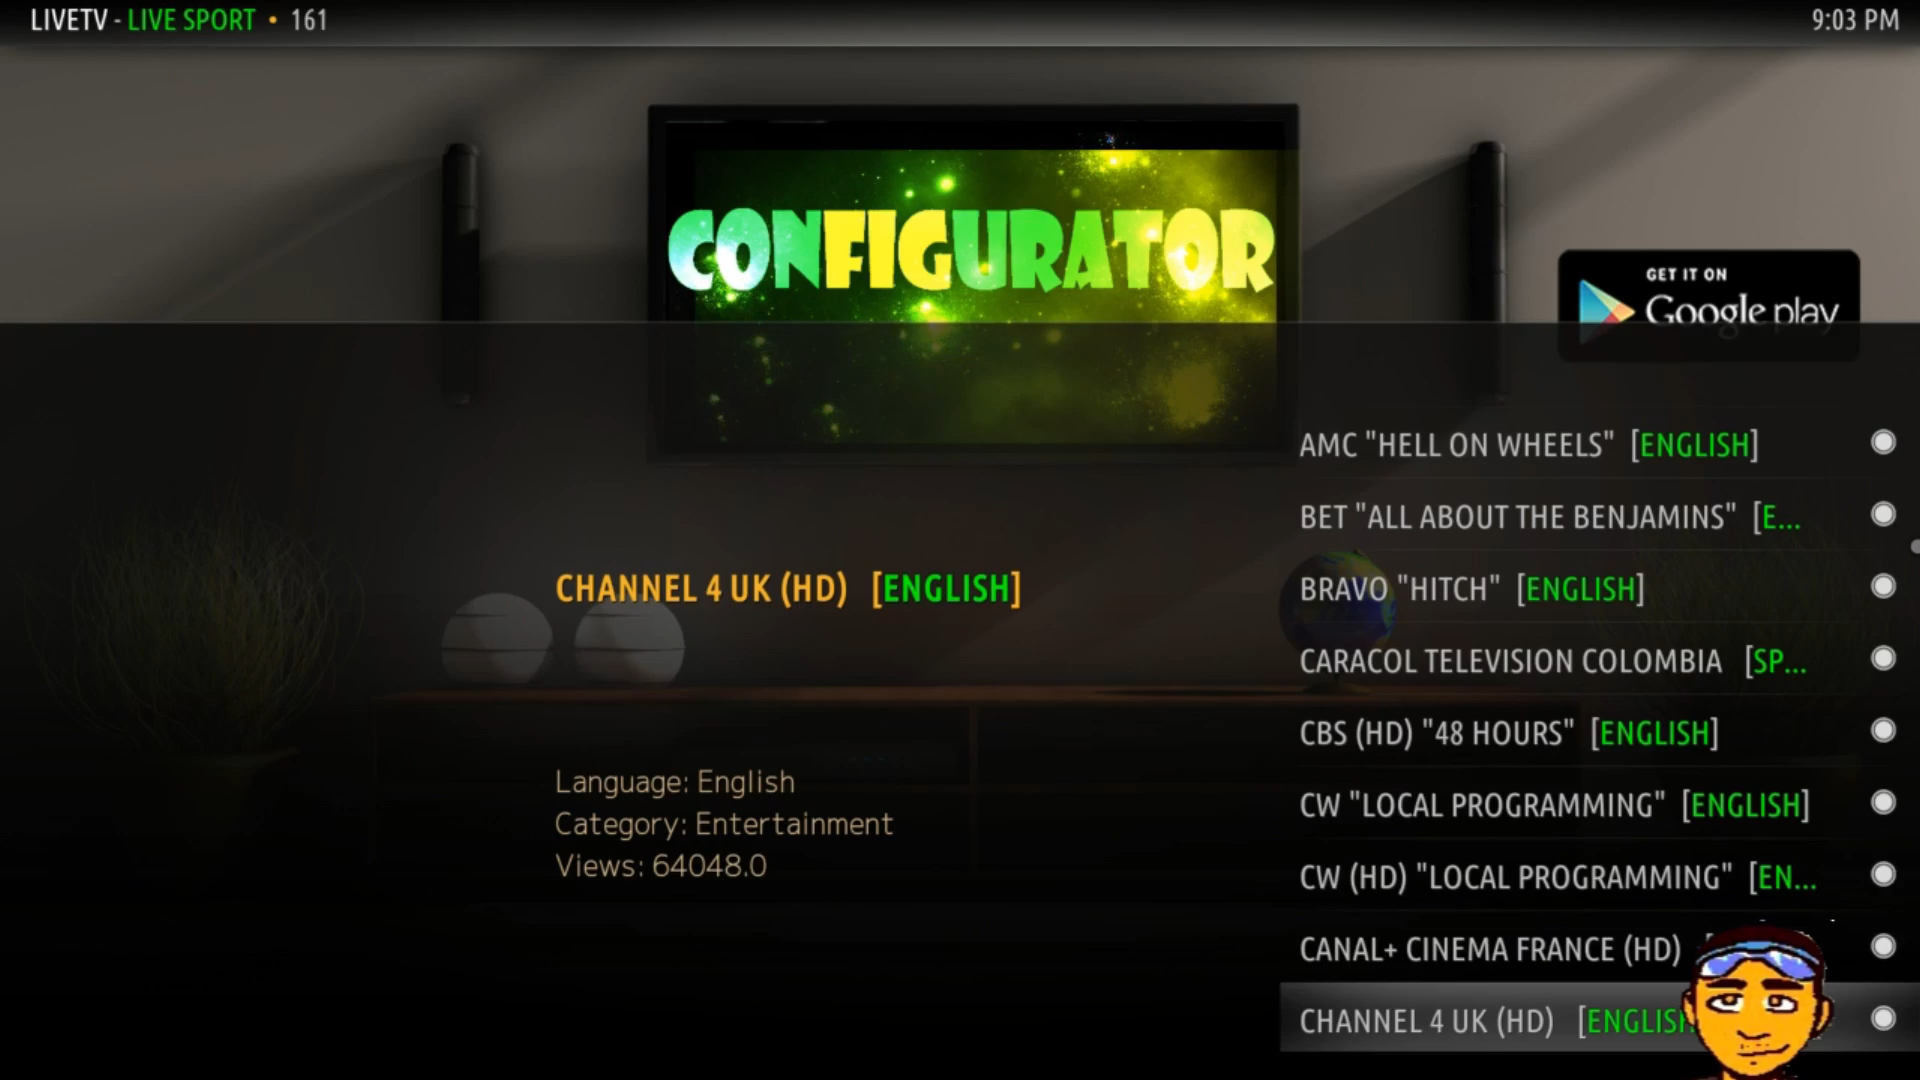 LIVETV - LIVE SPORT • 161
9:03 PM
CONFIGURATOR
GET IT ON
Google play
AMC "HELL ON WHEELS" [ENGLISH]
BET "ALL ABOUT THE BENJAMINS" [E...
BRAVO "HITCH" [ENGLISH]
CARACOL TELEVISION COLOMBIA [SP...
CBS (HD) "48 HOURS" [ENGLISH]
CW "LOCAL PROGRAMMING" [ENGLISH]
CW (HD) "LOCAL PROGRAMMING" [EN...
CANAL+ CINEMA FRANCE (HD) [
CHANNEL 4 UK (HD) [ENGLISH
CHANNEL 4 UK (HD) [ENGLISH]
Language: English
Category: Entertainment
Views: 64048.0